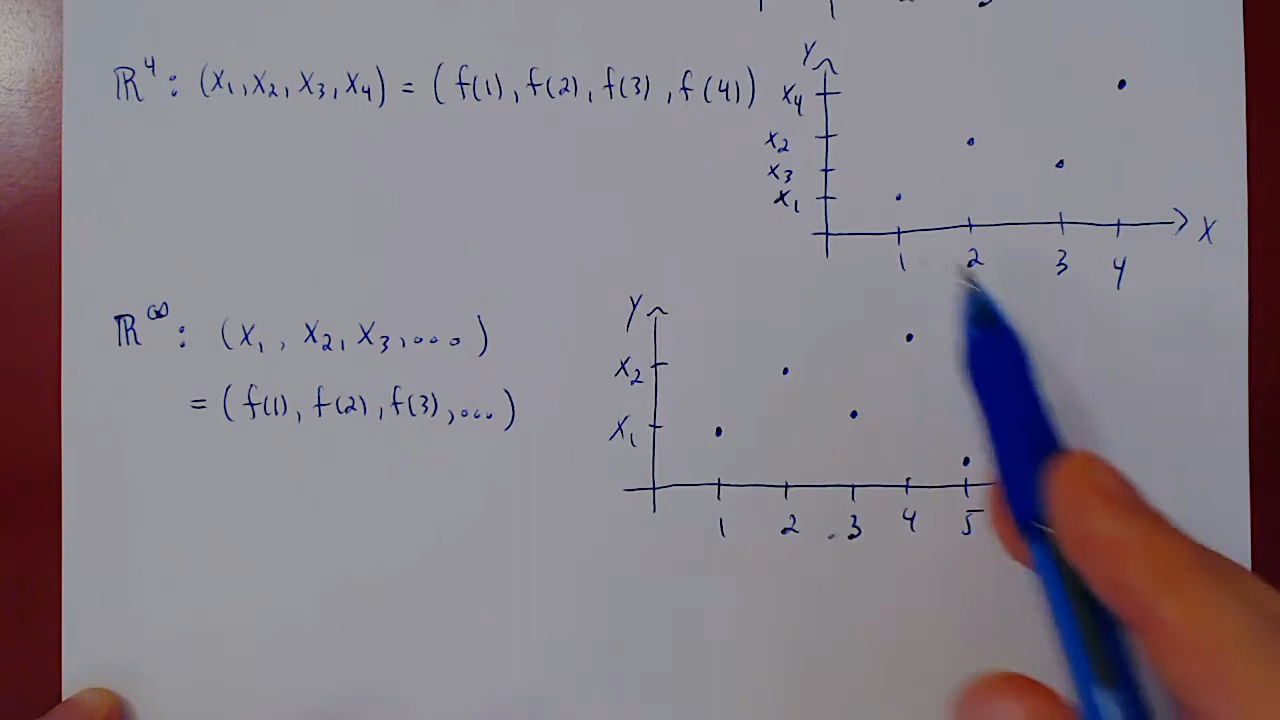 ℝ⁴ : (x₁, x₂, x₃, x₄) = (f(1), f(2), f(3), f(4))
Y
x₄
x₂
x₃
x₁
1 2 3 4 X
ℝ^∞ : (x₁, x₂, x₃, ....)
= (f(1), f(2), f(3), ....)
Y
x₂
x₁
1 2 3 4 5